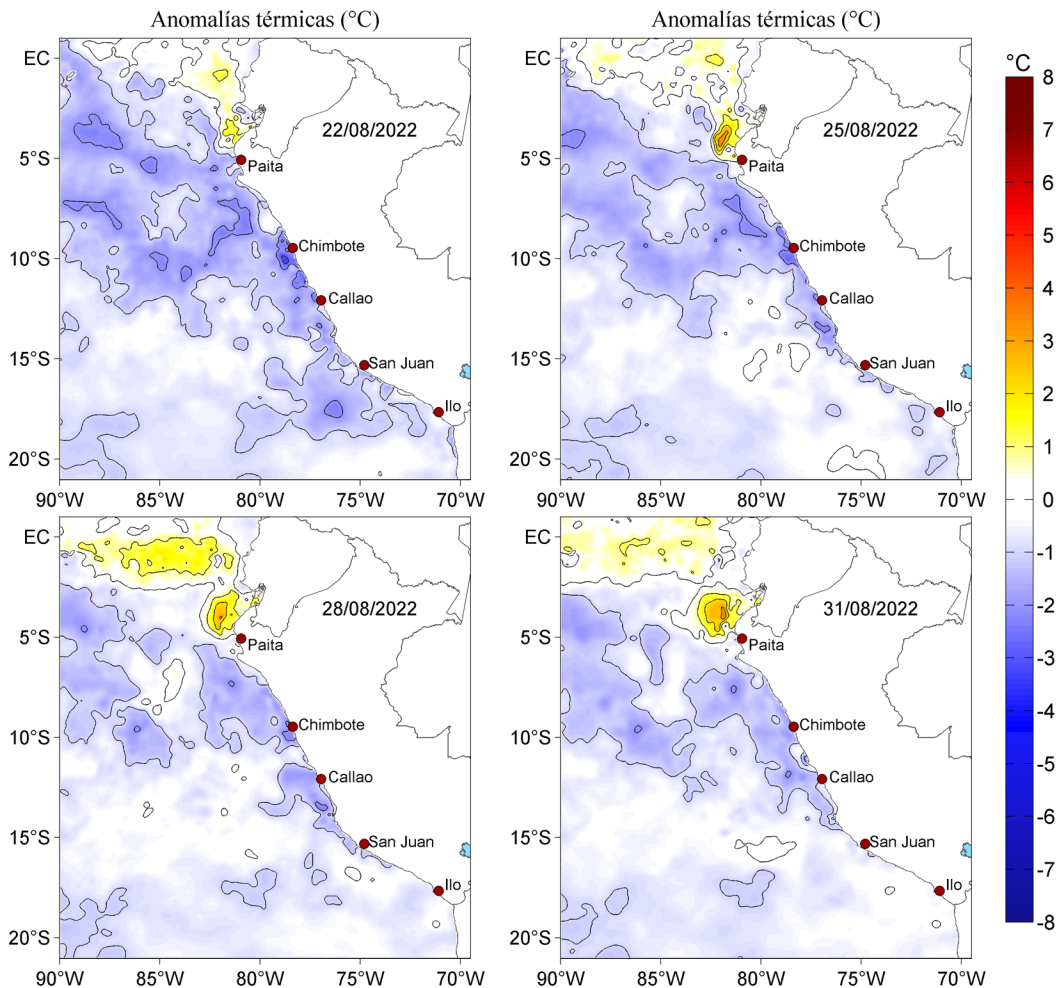 Anomalías térmicas (°C)
Anomalías térmicas (°C)
EC
5°S
10°S
15°S
20°S
90°W
85°W
80°W
75°W
70°W
22/08/2022
Paita
Chimbote
Callao
San Juan
Ilo
EC
5°S
10°S
15°S
20°S
90°W
85°W
80°W
75°W
70°W
25/08/2022
Paita
Chimbote
Callao
San Juan
Ilo
EC
5°S
10°S
15°S
20°S
90°W
85°W
80°W
75°W
70°W
28/08/2022
Paita
Chimbote
Callao
San Juan
Ilo
EC
5°S
10°S
15°S
20°S
90°W
85°W
80°W
75°W
70°W
31/08/2022
Paita
Chimbote
Callao
San Juan
Ilo
°C
8
7
6
5
4
3
2
1
0
-1
-2
-3
-4
-5
-6
-7
-8